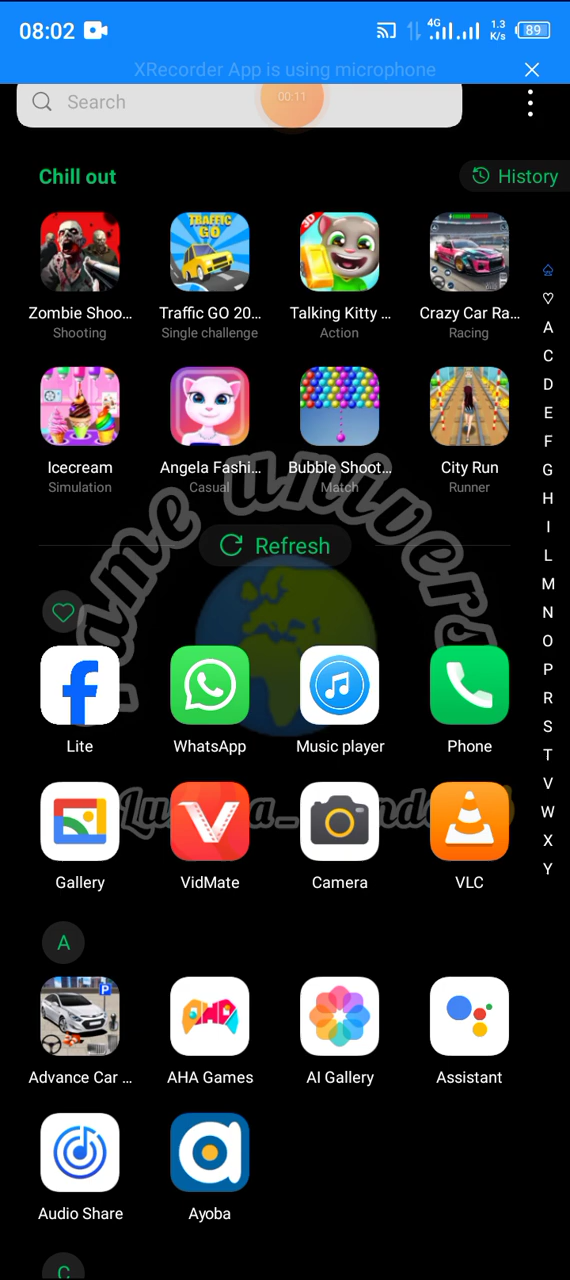 08:02
4G
1.3
K/s
89
XRecorder App is using microphone
Search
00:11
Chill out
History
Zombie Shoo...
Traffic GO 20...
Talking Kitty ...
Crazy Car Ra...
Shooting
Single challenge
Action
Racing
TRAFFIC
GO
3D
Icecream
Angela Fashi...
Bubble Shoot...
City Run
Simulation
Casual
Match
Runner
Refresh
Lite
WhatsApp
Music player
Phone
Gallery
VidMate
Camera
VLC
A
Advance Car ...
AHA Games
AI Gallery
Assistant
Audio Share
Ayoba
C
A
C
D
E
F
G
H
I
L
M
N
O
P
R
S
T
V
W
X
Y